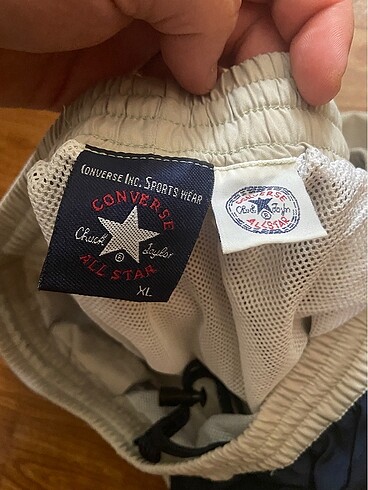 CONVERSE INC. SPORTS WEAR
CONVERSE
Chuck Taylor
®
ALL STAR
XL
CONVERSE
Chuck Taylor
®
ALL STAR